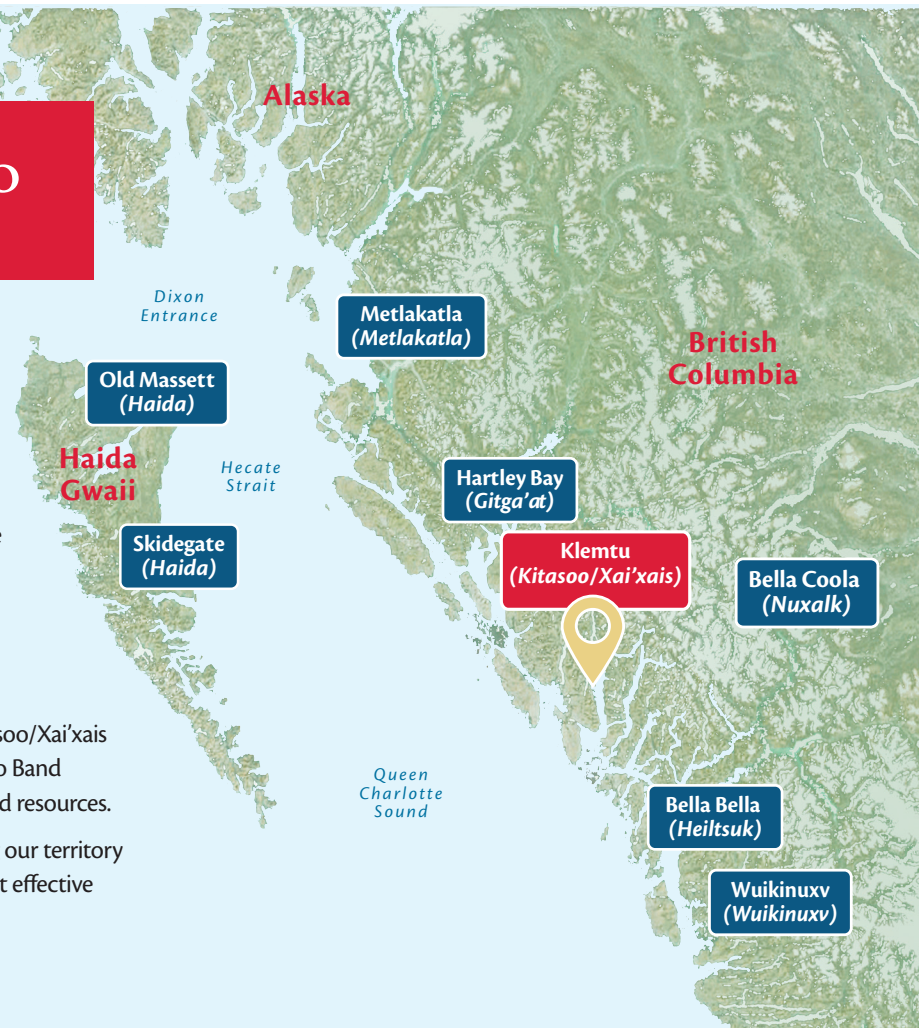 Alaska
o
Dixon
Entrance
Metlakatla
(Metlakatla)
British
Columbia
Old Massett
(Haida)
Haida
Gwaii
Hecate
Strait
Hartley Bay
(Gitga'at)
e
Skidegate
(Haida)
Klemtu
(Kitasoo/Xai'xais)
Bella Coola
(Nuxalk)
soo/Xai'xais
o Band
d resources.
Queen
Charlotte
Sound
our territory
t effective
Bella Bella
(Heiltsuk)
Wuikinuxv
(Wuikinuxv)